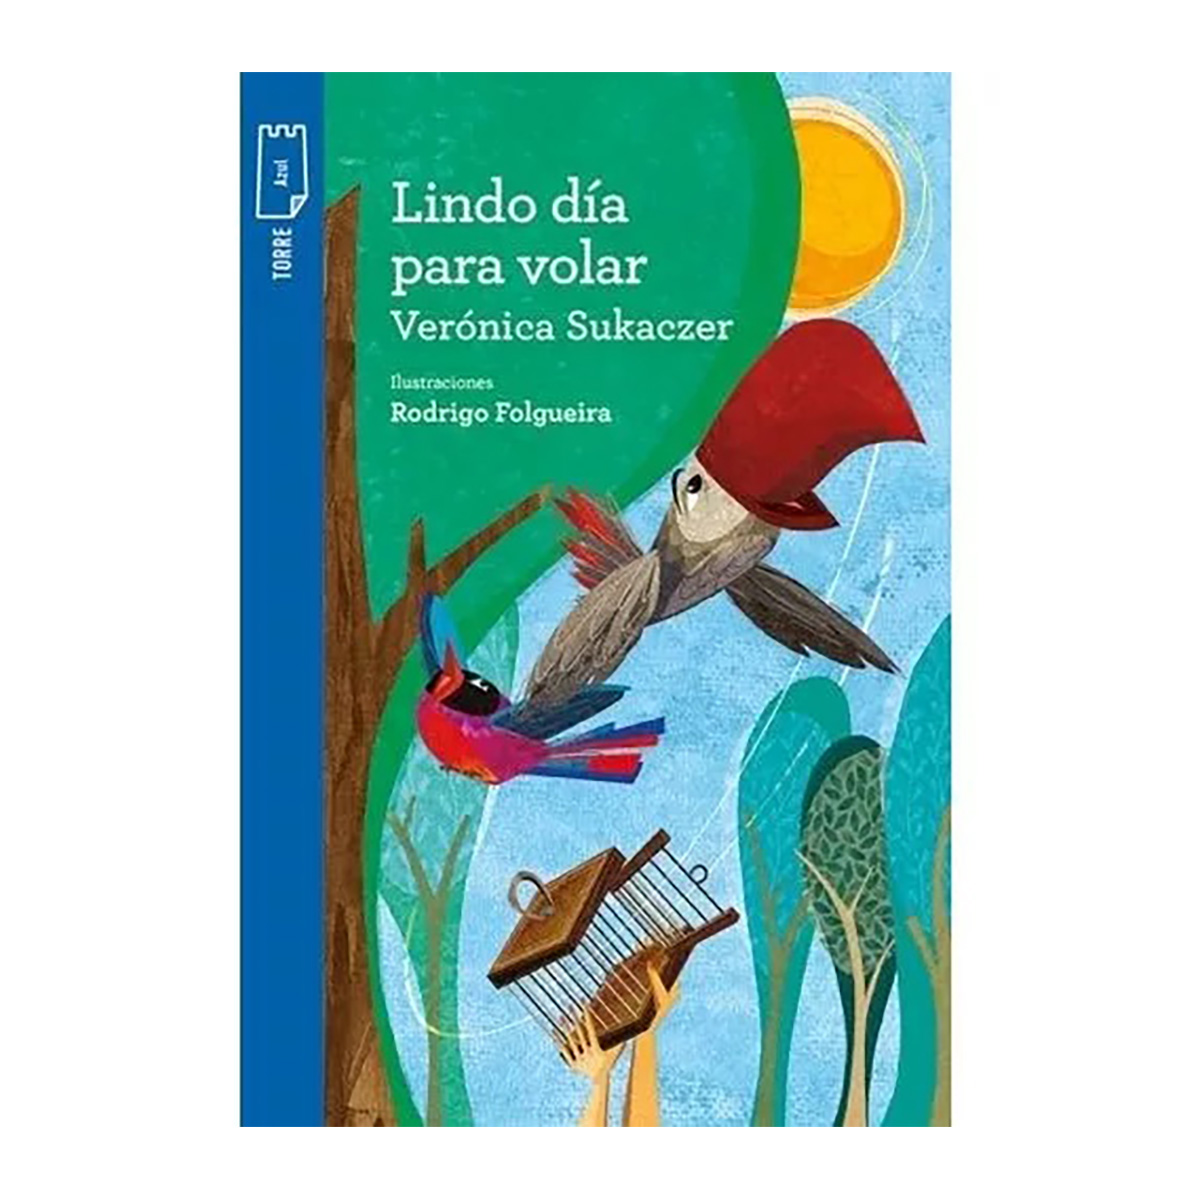 Azul
TORRE
Lindo día
para volar
Verónica Sukaczer
Ilustraciones
Rodrigo Folgueira